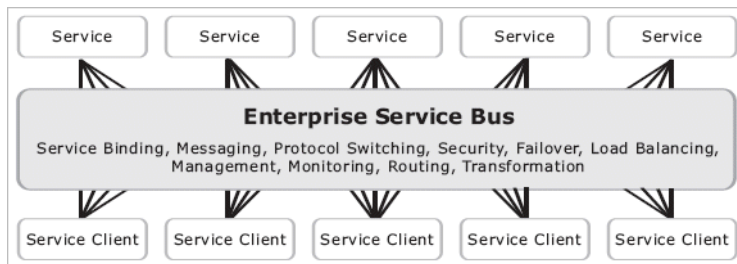 Service Service Service Service Service
Enterprise Service Bus
Service Binding, Messaging, Protocol Switching, Security, Failover, Load Balancing,
Management, Monitoring, Routing, Transformation
Service Client Service Client Service Client Service Client Service Client